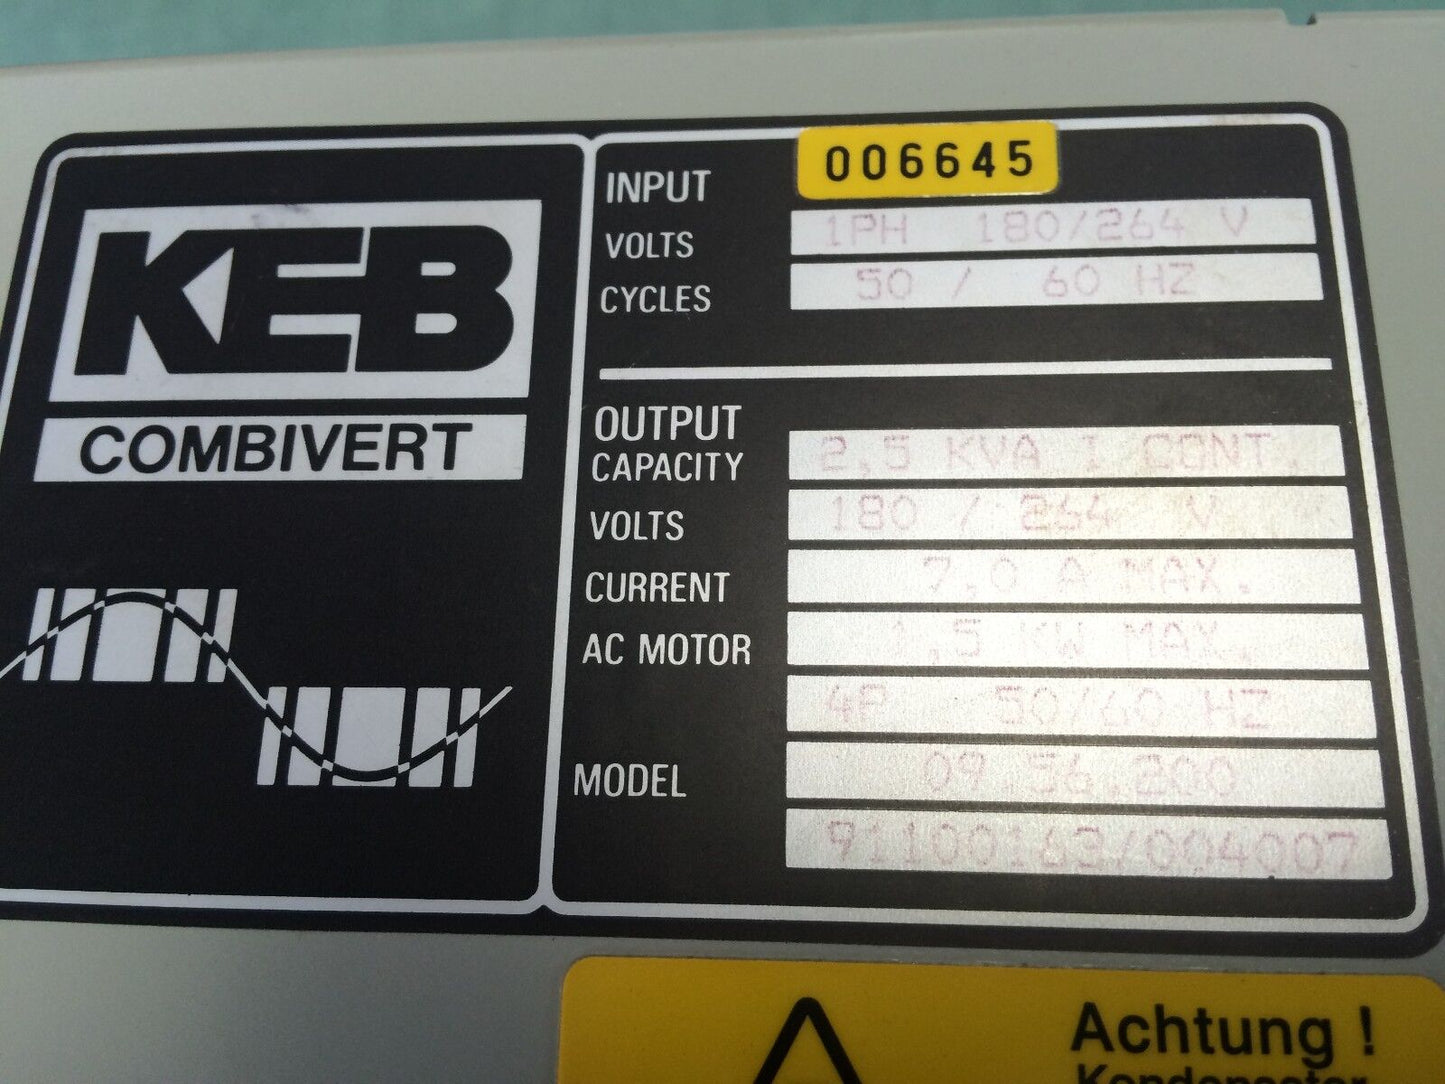 KEB
COMBIVERT
006645
INPUT
VOLTS 1PH 180/264 V
CYCLES 50 / 60 HZ
OUTPUT
CAPACITY 2,5 KVA I CONT.
VOLTS 180 / 264 V
CURRENT 7,0 A MAX.
AC MOTOR 1,5 KW MAX.
4P 50/60 HZ
MODEL 09.56.200
91100163/004007
Achtung !
Kondensator